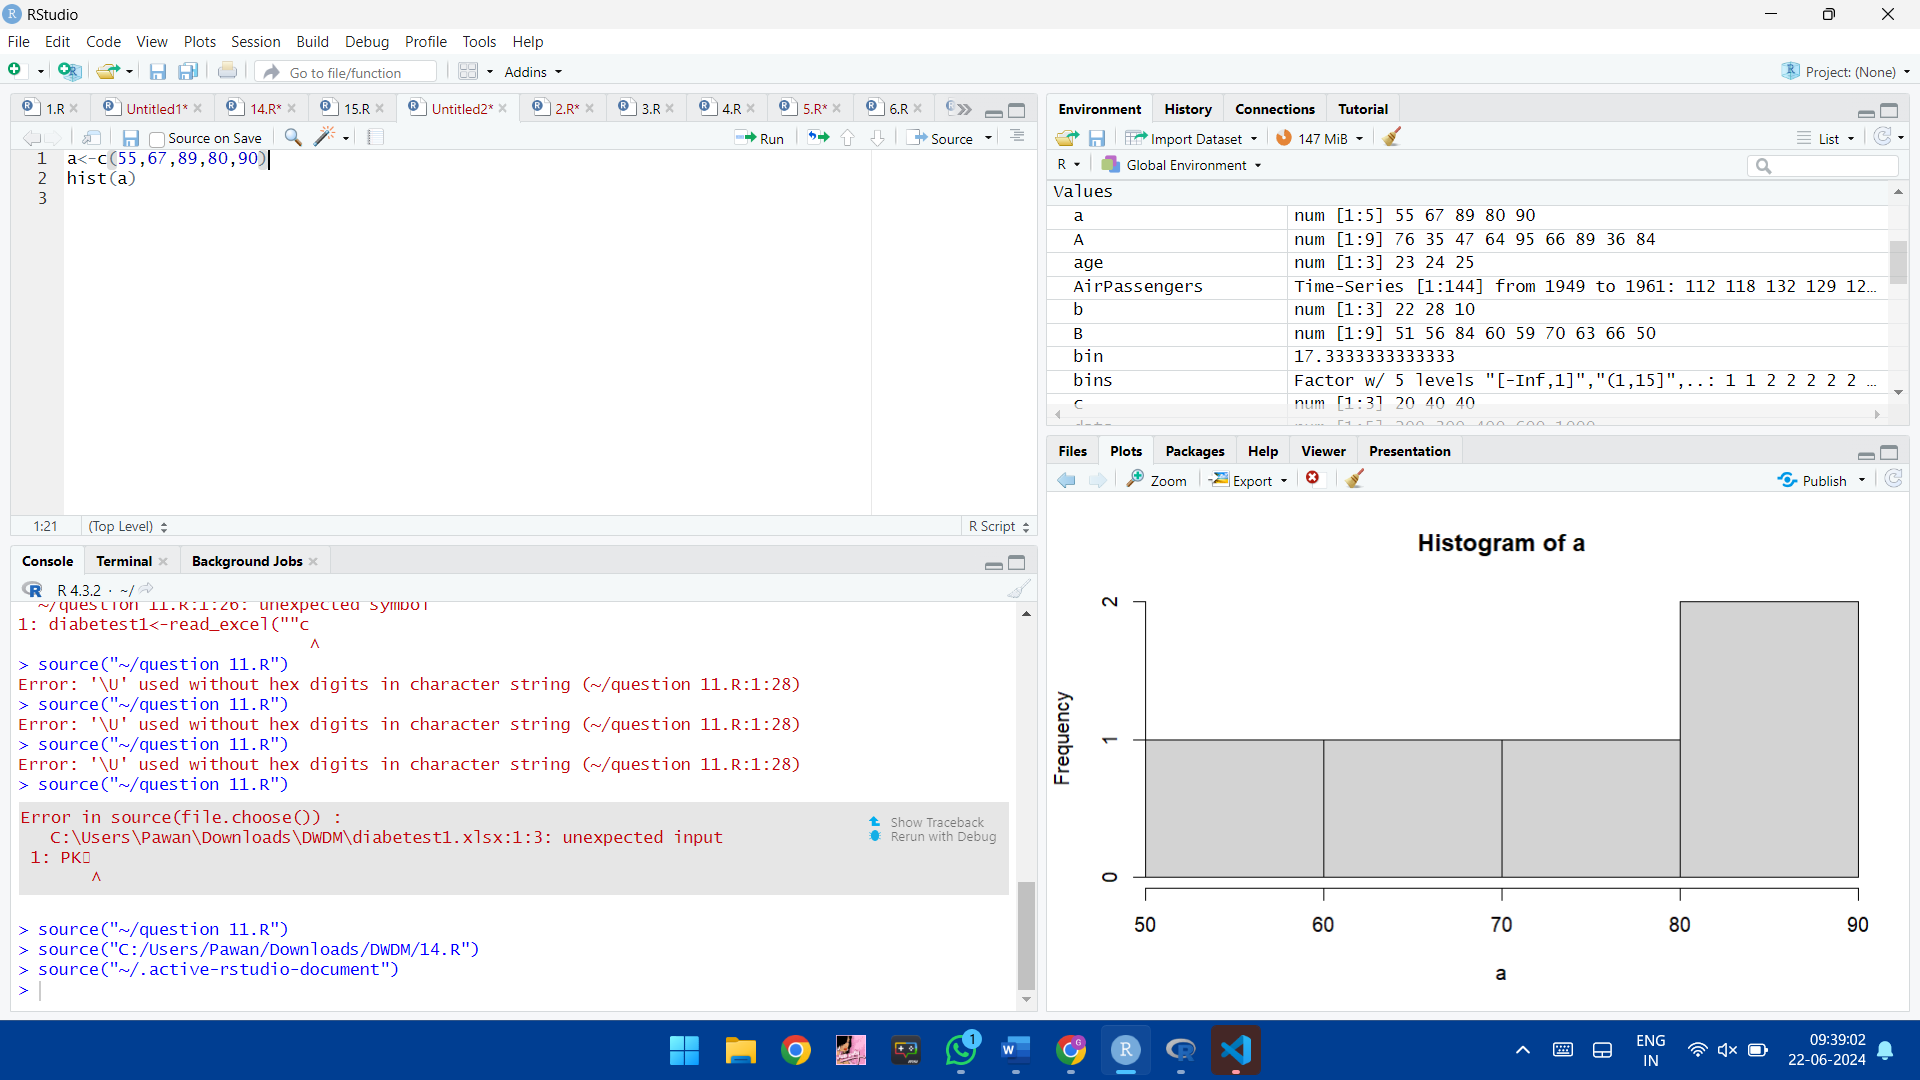 RStudio
File Edit Code View Plots Session Build Debug Profile Tools Help
Go to file/function Addins Project: (None)
1.R Untitled1* 14.R* 15.R Untitled2* 2.R* 3.R 4.R 5.R* 6.R
Source on Save Run Source
1 a<-c(55,67,89,80,90)
2 hist(a)
3
1:21 (Top Level) R Script
Console Terminal Background Jobs
R 4.3.2 · ~/
~/question 11.R:1:26: unexpected symbol
1: diabetest1<-read_excel(""c
^
> source("~/question 11.R")
Error: '\U' used without hex digits in character string (~/question 11.R:1:28)
> source("~/question 11.R")
Error: '\U' used without hex digits in character string (~/question 11.R:1:28)
> source("~/question 11.R")
Error: '\U' used without hex digits in character string (~/question 11.R:1:28)
> source("~/question 11.R")
Error in source(file.choose()) :
C:\Users\Pawan\Downloads\DWDM\diabetest1.xlsx:1:3: unexpected input
1: PK
^
Show Traceback
Rerun with Debug
> source("~/question 11.R")
> source("C:/Users/Pawan/Downloads/DWDM/14.R")
> source("~/.active-rstudio-document")
>
Environment History Connections Tutorial
Import Dataset 147 MiB List
R Global Environment
Values
a num [1:5] 55 67 89 80 90
A num [1:9] 76 35 47 64 95 66 89 36 84
age num [1:3] 23 24 25
AirPassengers Time-Series [1:144] from 1949 to 1961: 112 118 132 129 12…
b num [1:3] 22 28 10
B num [1:9] 51 56 84 60 59 70 63 66 50
bin 17.3333333333333
bins Factor w/ 5 levels "[-Inf,1]","(1,15]",..: 1 1 2 2 2 2 2 …
c num [1:3] 20 40 40
Files Plots Packages Help Viewer Presentation
Zoom Export Publish
Histogram of a
Frequency
2
1
0
50 60 70 80 90
a
1
ENG
IN
09:39:02
22-06-2024